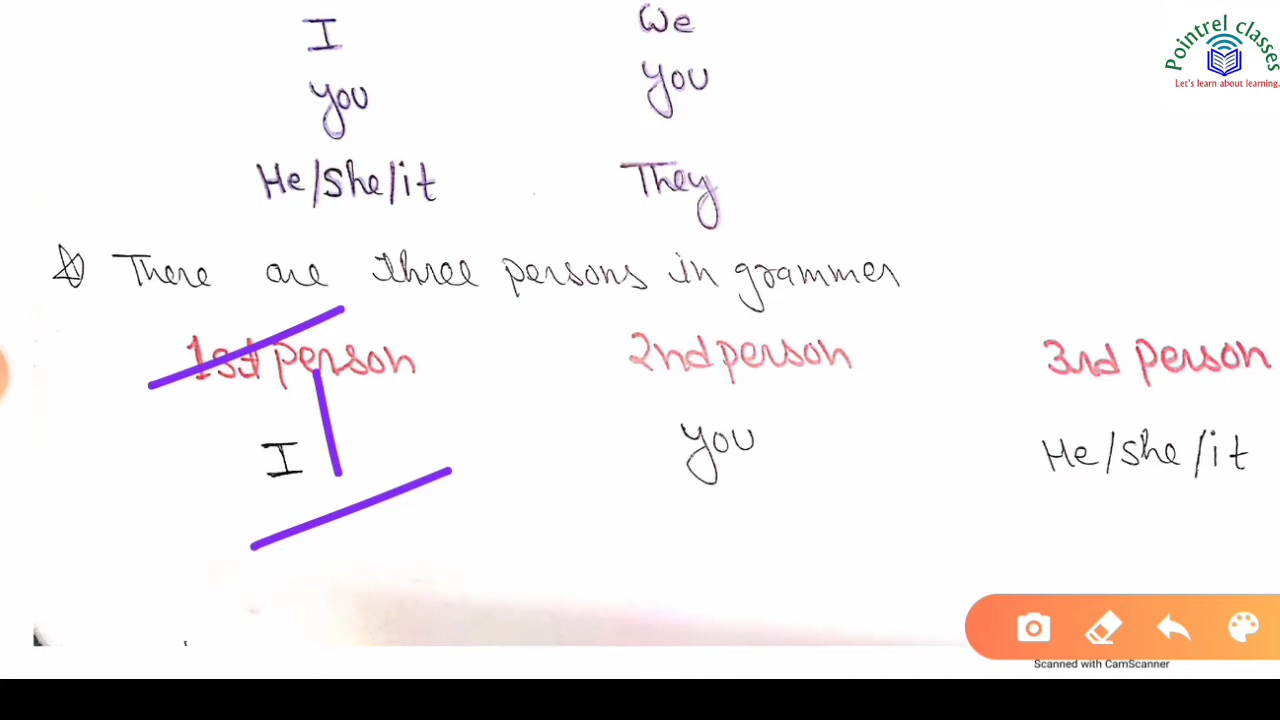 I We
you you
He/she/it They
There are three persons in grammer
1st person 2nd person 3rd person
I you He/she/it
Pointrel classes
Let's learn about learning.
Scanned with CamScanner